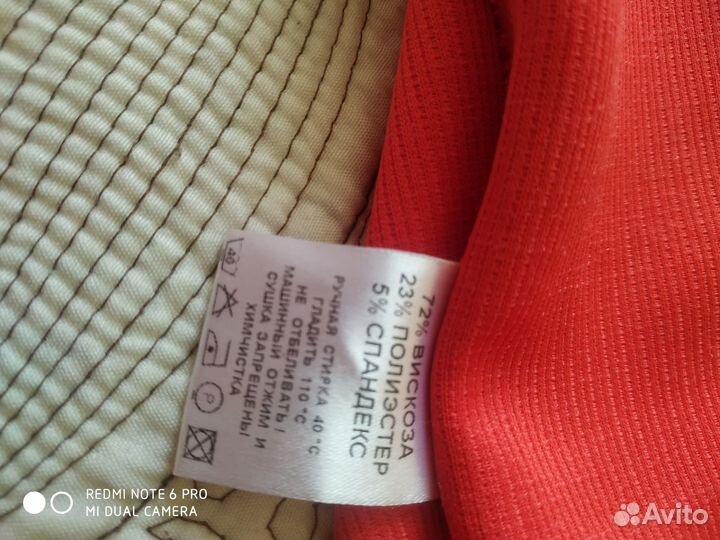 72% ВИСКОЗА
23% ПОЛИЭСТЕР
5% СПАНДЕКС
РУЧНАЯ СТИРКА 40 °C
ГЛАДИТЬ 110 °C
НЕ ОТБЕЛИВАТЬ!
МАШИННЫЙ ОТЖИМ И
СУШКА ЗАПРЕЩЕНЫ
ХИМЧИСТКА
40
REDMI NOTE 6 PRO
MI DUAL CAMERA
Avito